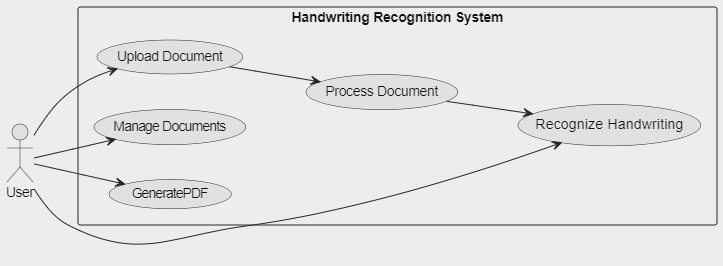 Handwriting Recognition System
Upload Document
Process Document
Manage Documents
Recognize Handwriting
User
GeneratePDF